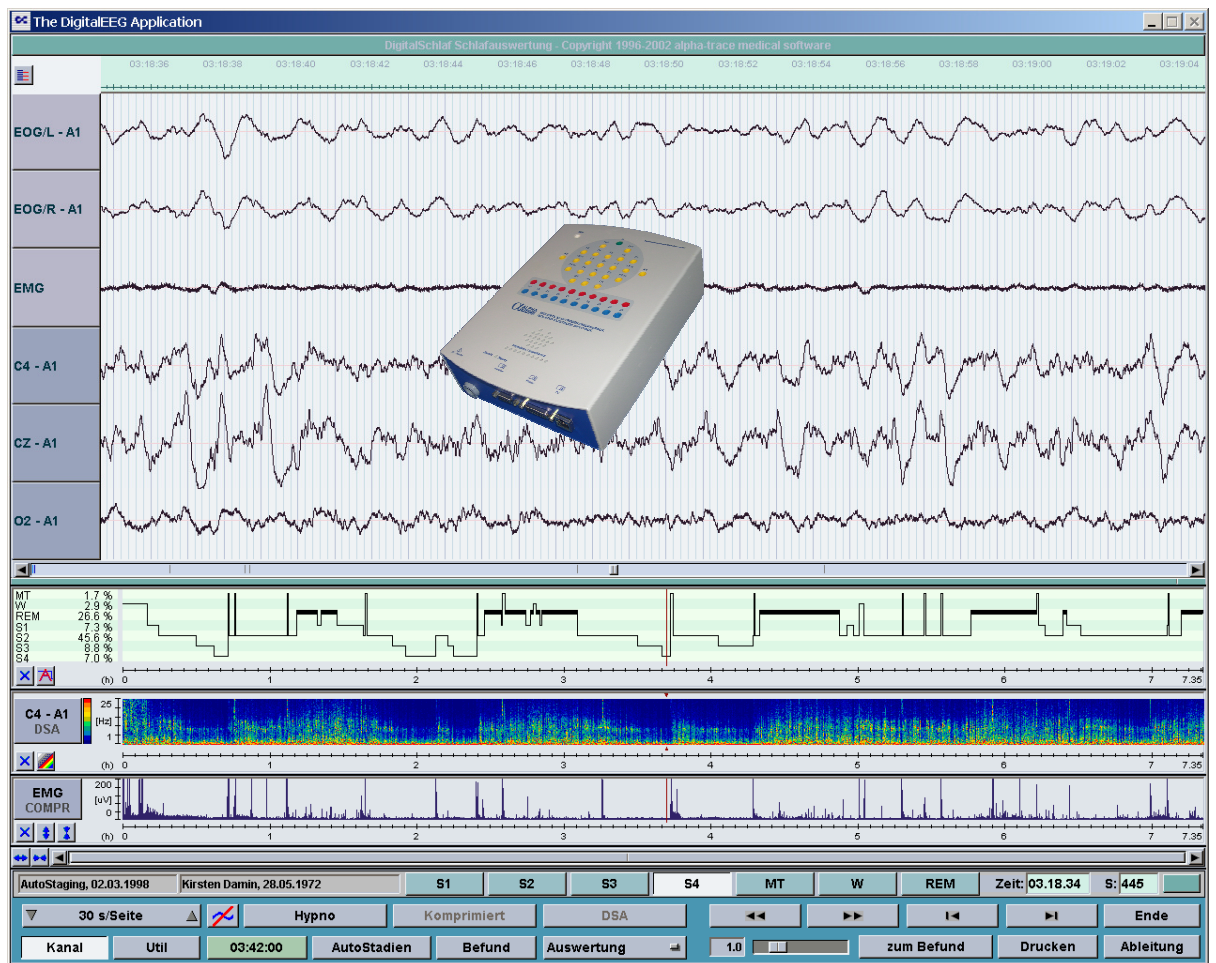 The DigitalEEG Application
DigitalSchlaf Schlafauswertung - Copyright 1996-2002 alpha-trace medical software
03:18:36 03:18:38 03:18:40 03:18:42 03:18:44 03:18:46 03:18:48 03:18:50 03:18:52 03:18:54 03:18:56 03:18:58 03:19:00 03:19:02 03:19:04
EOG/L - A1
EOG/R - A1
EMG
C4 - A1
CZ - A1
O2 - A1
MT 1.7 %
W 2.9 %
REM 26.6 %
S1 7.3 %
S2 45.6 %
S3 8.8 %
S4 7.0 %
(h) 0 1 2 3 4 5 6 7 7.35
C4 - A1
DSA
25
[Hz]
1
(h) 0 1 2 3 4 5 6 7 7.35
EMG
COMPR
200
[uV]
0
(h) 0 1 2 3 4 5 6 7 7.35
AutoStaging, 02.03.1998 Kirsten Damin, 28.05.1972 S1 S2 S3 S4 MT W REM Zeit: 03.18.34 S: 445
30 s/Seite Hypno Komprimiert DSA Ende
Kanal Util 03:42:00 AutoStadien Befund Auswertung 1.0 zum Befund Drucken Ableitung